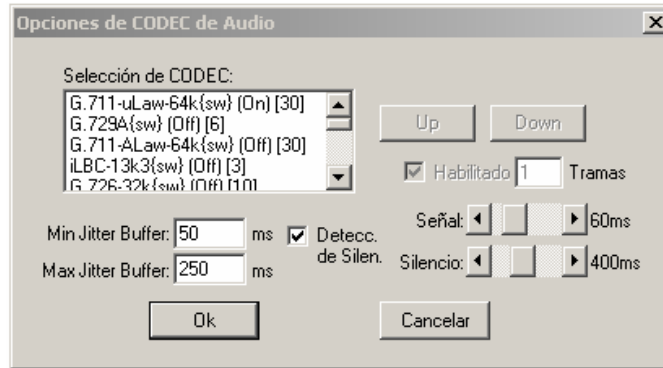 Opciones de CODEC de Audio
Selección de CODEC:
G.711-uLaw-64k{sw} (On) [30]
G.729A{sw} (Off) [6]
G.711-ALaw-64k{sw} (Off) [30]
iLBC-13k3{sw} (Off) [3]
G.726-32k{sw} (Off) [10]
Up
Down
Habilitado 1 Tramas
Min Jitter Buffer: 50 ms
Max Jitter Buffer: 250 ms
Detecc.
de Silen.
Señal: 60ms
Silencio: 400ms
Ok
Cancelar